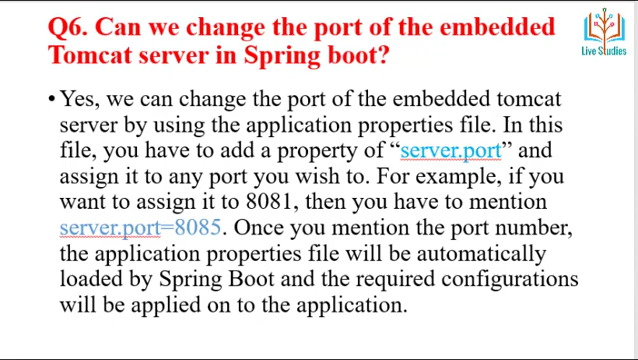 Q6. Can we change the port of the embedded
Tomcat server in Spring boot?
Live Studies
• Yes, we can change the port of the embedded tomcat
server by using the application properties file. In this
file, you have to add a property of “server.port” and
assign it to any port you wish to. For example, if you
want to assign it to 8081, then you have to mention
server.port=8085. Once you mention the port number,
the application properties file will be automatically
loaded by Spring Boot and the required configurations
will be applied on to the application.